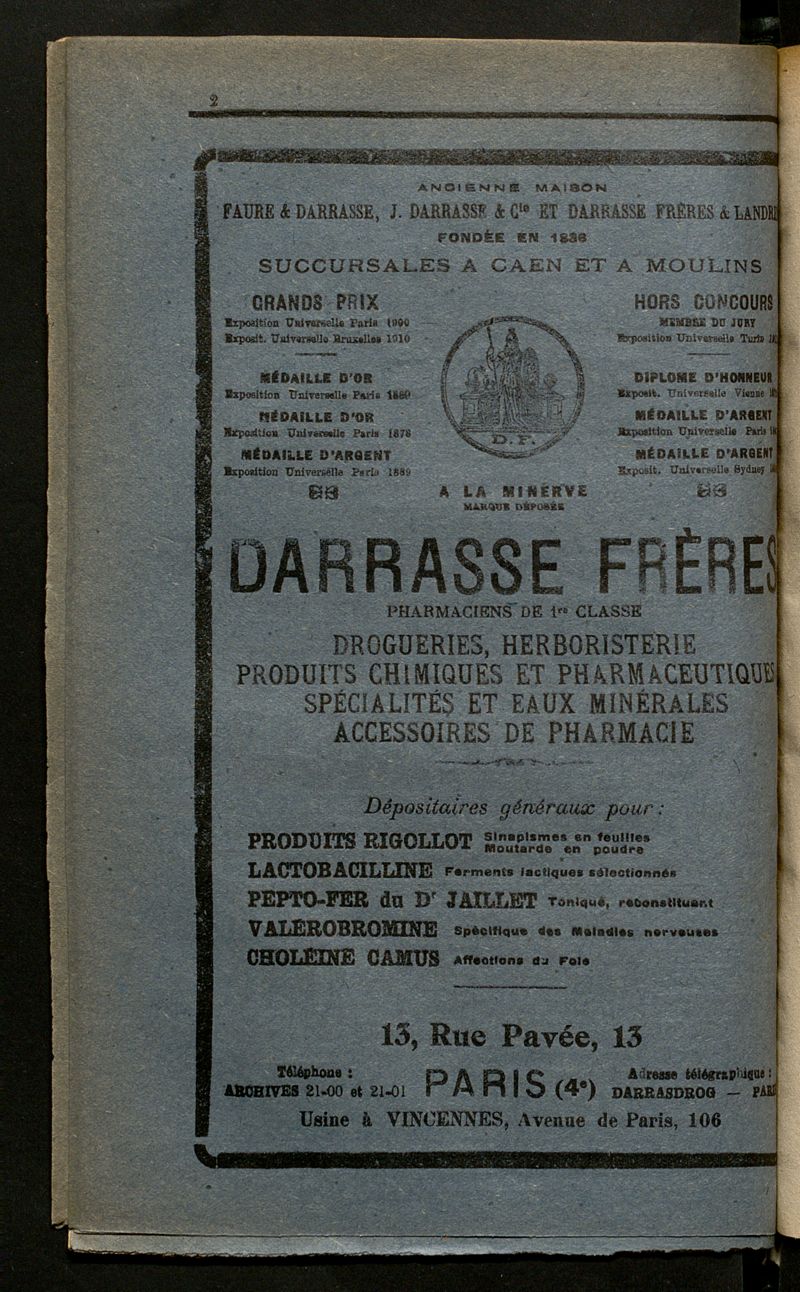 2
ANCIENNE MAISON
FAURE & DARRASSE, J. DARRASSE & Cie ET DARRASSE FRÈRES & LANDRI
FONDÉE EN 1836
SUCCURSALES A CAEN ET A MOULINS
GRANDS PRIX
Exposition Universelle Paris 1900
Exposit. Universelle Bruxelles 1910
MÉDAILLE D'OR
Exposition Universelle Paris 1889
MÉDAILLE D'OR
Exposition Universelle Paris 1878
MÉDAILLE D'ARGENT
Exposition Universelle Paris 1889
D. F.
A LA MINERVE
MARQUE DÉPOSÉE
HORS CONCOURS
MEMBRE DU JURY
Exposition Universelle Turin
DIPLOME D'HONNEUR
Exposit. Universelle Vienne
MÉDAILLE D'ARGENT
Exposition Universelle Paris
MÉDAILLE D'ARGENT
Exposit. Universelle Sydney
DARRASSE FRÈRES
PHARMACIENS DE 1re CLASSE
DROGUERIES, HERBORISTERIE
PRODUITS CHIMIQUES ET PHARMACEUTIQUES
SPÉCIALITÉS ET EAUX MINÉRALES
ACCESSOIRES DE PHARMACIE
Dépositaires généraux pour :
PRODUITS RIGOLLOT Sinapismes en feuilles
Moutarde en poudre
LACTOBACILLINE Ferments lactiques sélectionnés
PEPTO-FER du Dr JAILLET Tonique, reconstituant
VALÉROBROMINE Spécifique des Maladies nerveuses
CHOLÉINE CAMUS Affections du Foie
13, Rue Pavée, 13
Téléphone :
ARCHIVES 21-00 et 21-01
PARIS (4e)
Adresse télégraphique :
DARRASDROG — PARI
Usine à VINCENNES, Avenue de Paris, 106